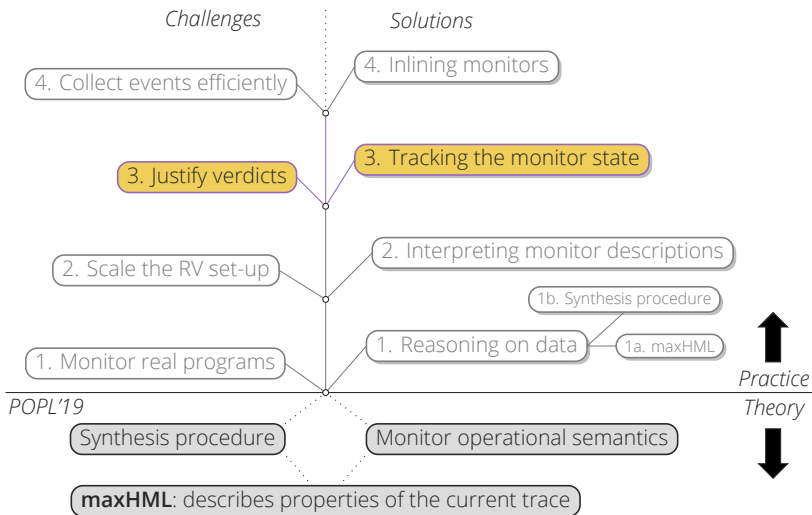 Challenges
Solutions
4. Collect events efficiently
4. Inlining monitors
3. Justify verdicts
3. Tracking the monitor state
2. Scale the RV set-up
2. Interpreting monitor descriptions
1b. Synthesis procedure
1. Monitor real programs
1. Reasoning on data
1a. maxHML
Practice
POPL'19
Theory
Synthesis procedure
Monitor operational semantics
maxHML: describes properties of the current trace